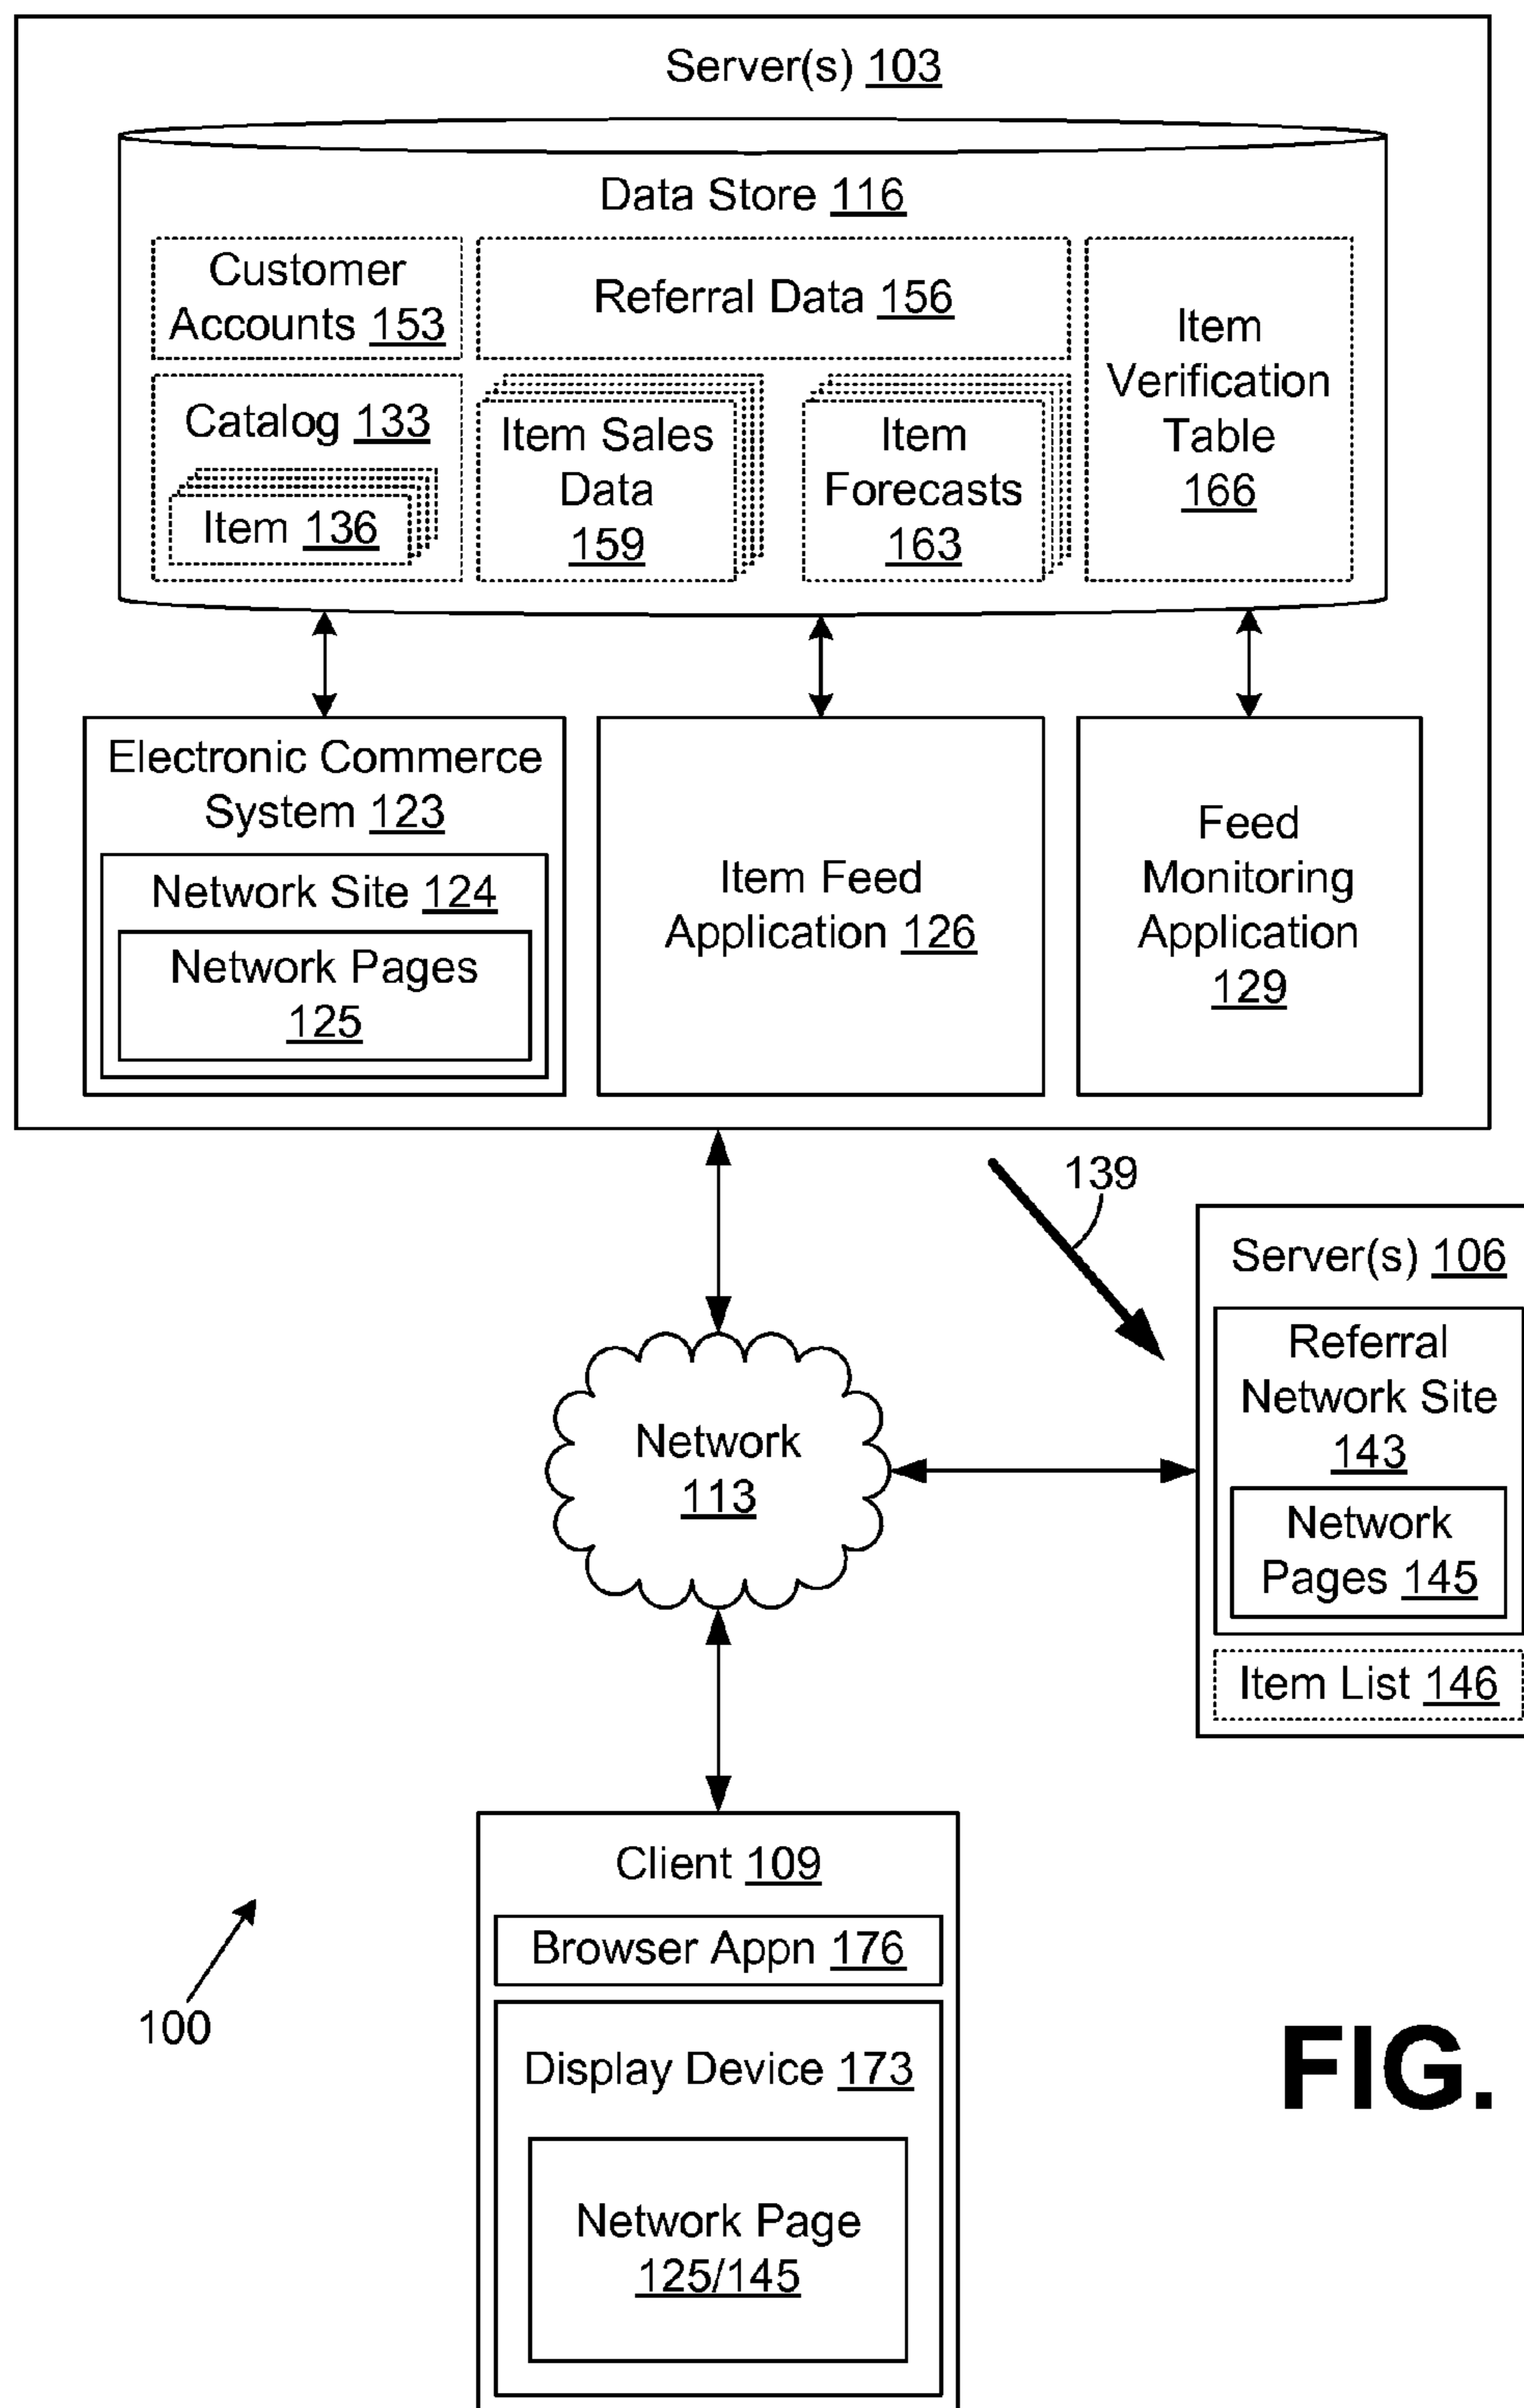 Server(s) 103
Data Store 116
Customer
Accounts 153
Referral Data 156
Item
Verification
Table
166
Catalog 133
Item 136
Item Sales
Data
159
Item
Forecasts
163
Electronic Commerce
System 123
Network Site 124
Network Pages
125
Item Feed
Application 126
Feed
Monitoring
Application
129
139
Server(s) 106
Referral
Network Site
143
Network
Pages 145
Item List 146
Network
113
Client 109
Browser Appn 176
Display Device 173
Network Page
125/145
100
FIG.